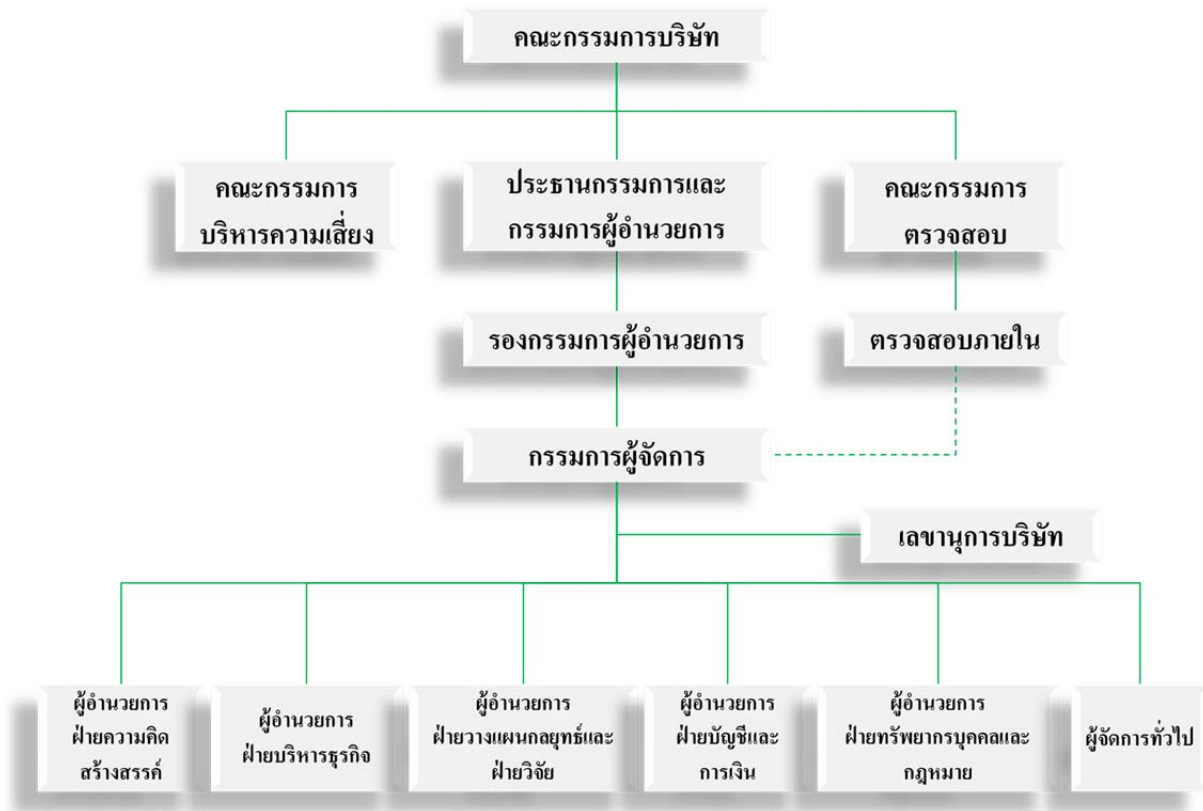 คณะกรรมการบริษัท
คณะกรรมการ
บริหารความเสี่ยง
ประธานกรรมการและ
กรรมการผู้อำนวยการ
คณะกรรมการ
ตรวจสอบ
รองกรรมการผู้อำนวยการ
ตรวจสอบภายใน
กรรมการผู้จัดการ
เลขานุการบริษัท
ผู้อำนวยการ
ฝ่ายความคิด
สร้างสรรค์
ผู้อำนวยการ
ฝ่ายบริหารธุรกิจ
ผู้อำนวยการ
ฝ่ายวางแผนกลยุทธ์และ
ฝ่ายวิจัย
ผู้อำนวยการ
ฝ่ายบัญชีและ
การเงิน
ผู้อำนวยการ
ฝ่ายทรัพยากรบุคคลและ
กฎหมาย
ผู้จัดการทั่วไป